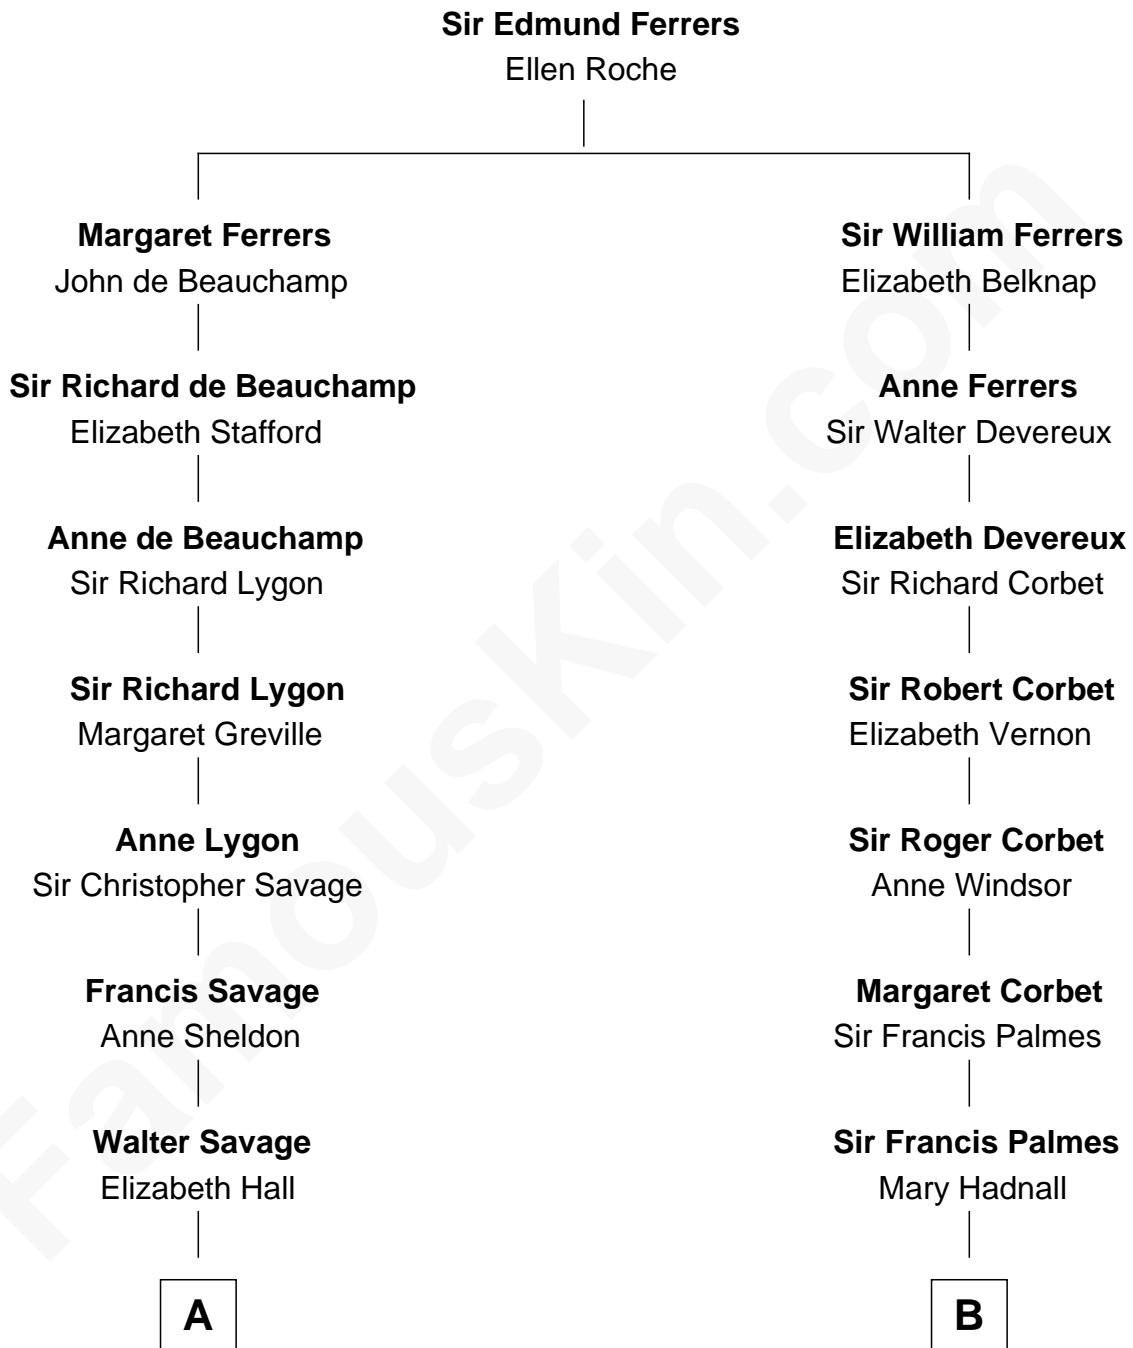 Sir Edmund Ferrers
Ellen Roche
Margaret Ferrers
John de Beauchamp
Sir William Ferrers
Elizabeth Belknap
Sir Richard de Beauchamp
Elizabeth Stafford
Anne Ferrers
Sir Walter Devereux
Anne de Beauchamp
Sir Richard Lygon
Elizabeth Devereux
Sir Richard Corbet
Sir Richard Lygon
Margaret Greville
Sir Robert Corbet
Elizabeth Vernon
Anne Lygon
Sir Christopher Savage
Sir Roger Corbet
Anne Windsor
Francis Savage
Anne Sheldon
Margaret Corbet
Sir Francis Palmes
Walter Savage
Elizabeth Hall
Sir Francis Palmes
Mary Hadnall
A
B
FamousKin.com